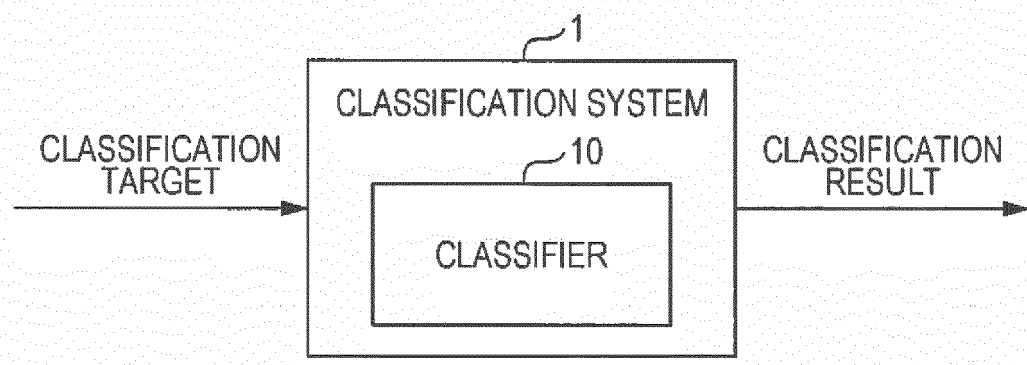 1
CLASSIFICATION SYSTEM
CLASSIFICATION
TARGET
10
CLASSIFIER
CLASSIFICATION
RESULT